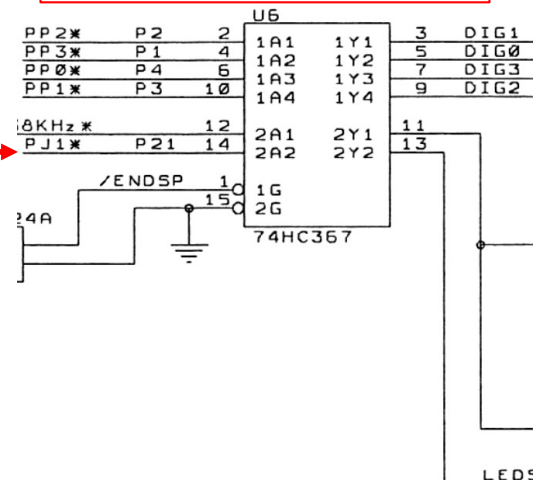 U6
PP2* P2 2 1A1 1Y1 3 DIG1
PP3* P1 4 1A2 1Y2 5 DIG0
PP0* P4 6 1A3 1Y3 7 DIG3
PP1* P3 10 1A4 1Y4 9 DIG2
8KHz* 12 2A1 2Y1 11
PJ1* P21 14 2A2 2Y2 13
/ENDSP 1 1G
15 2G
24A
74HC367
LEDS